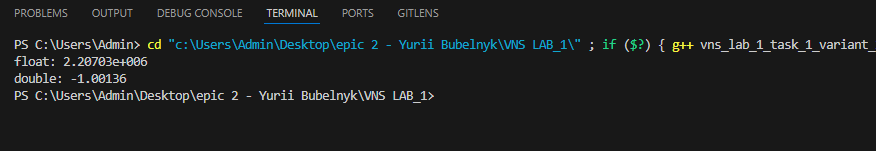 PROBLEMS OUTPUT DEBUG CONSOLE TERMINAL PORTS GITLENS
PS C:\Users\Admin> cd "c:\Users\Admin\Desktop\epic 2 - Yurii Bubelnyk\VNS LAB_1\" ; if ($?) { g++ vns_lab_1_task_1_variant_
float: 2.20703e+006
double: -1.00136
PS C:\Users\Admin\Desktop\epic 2 - Yurii Bubelnyk\VNS LAB_1>